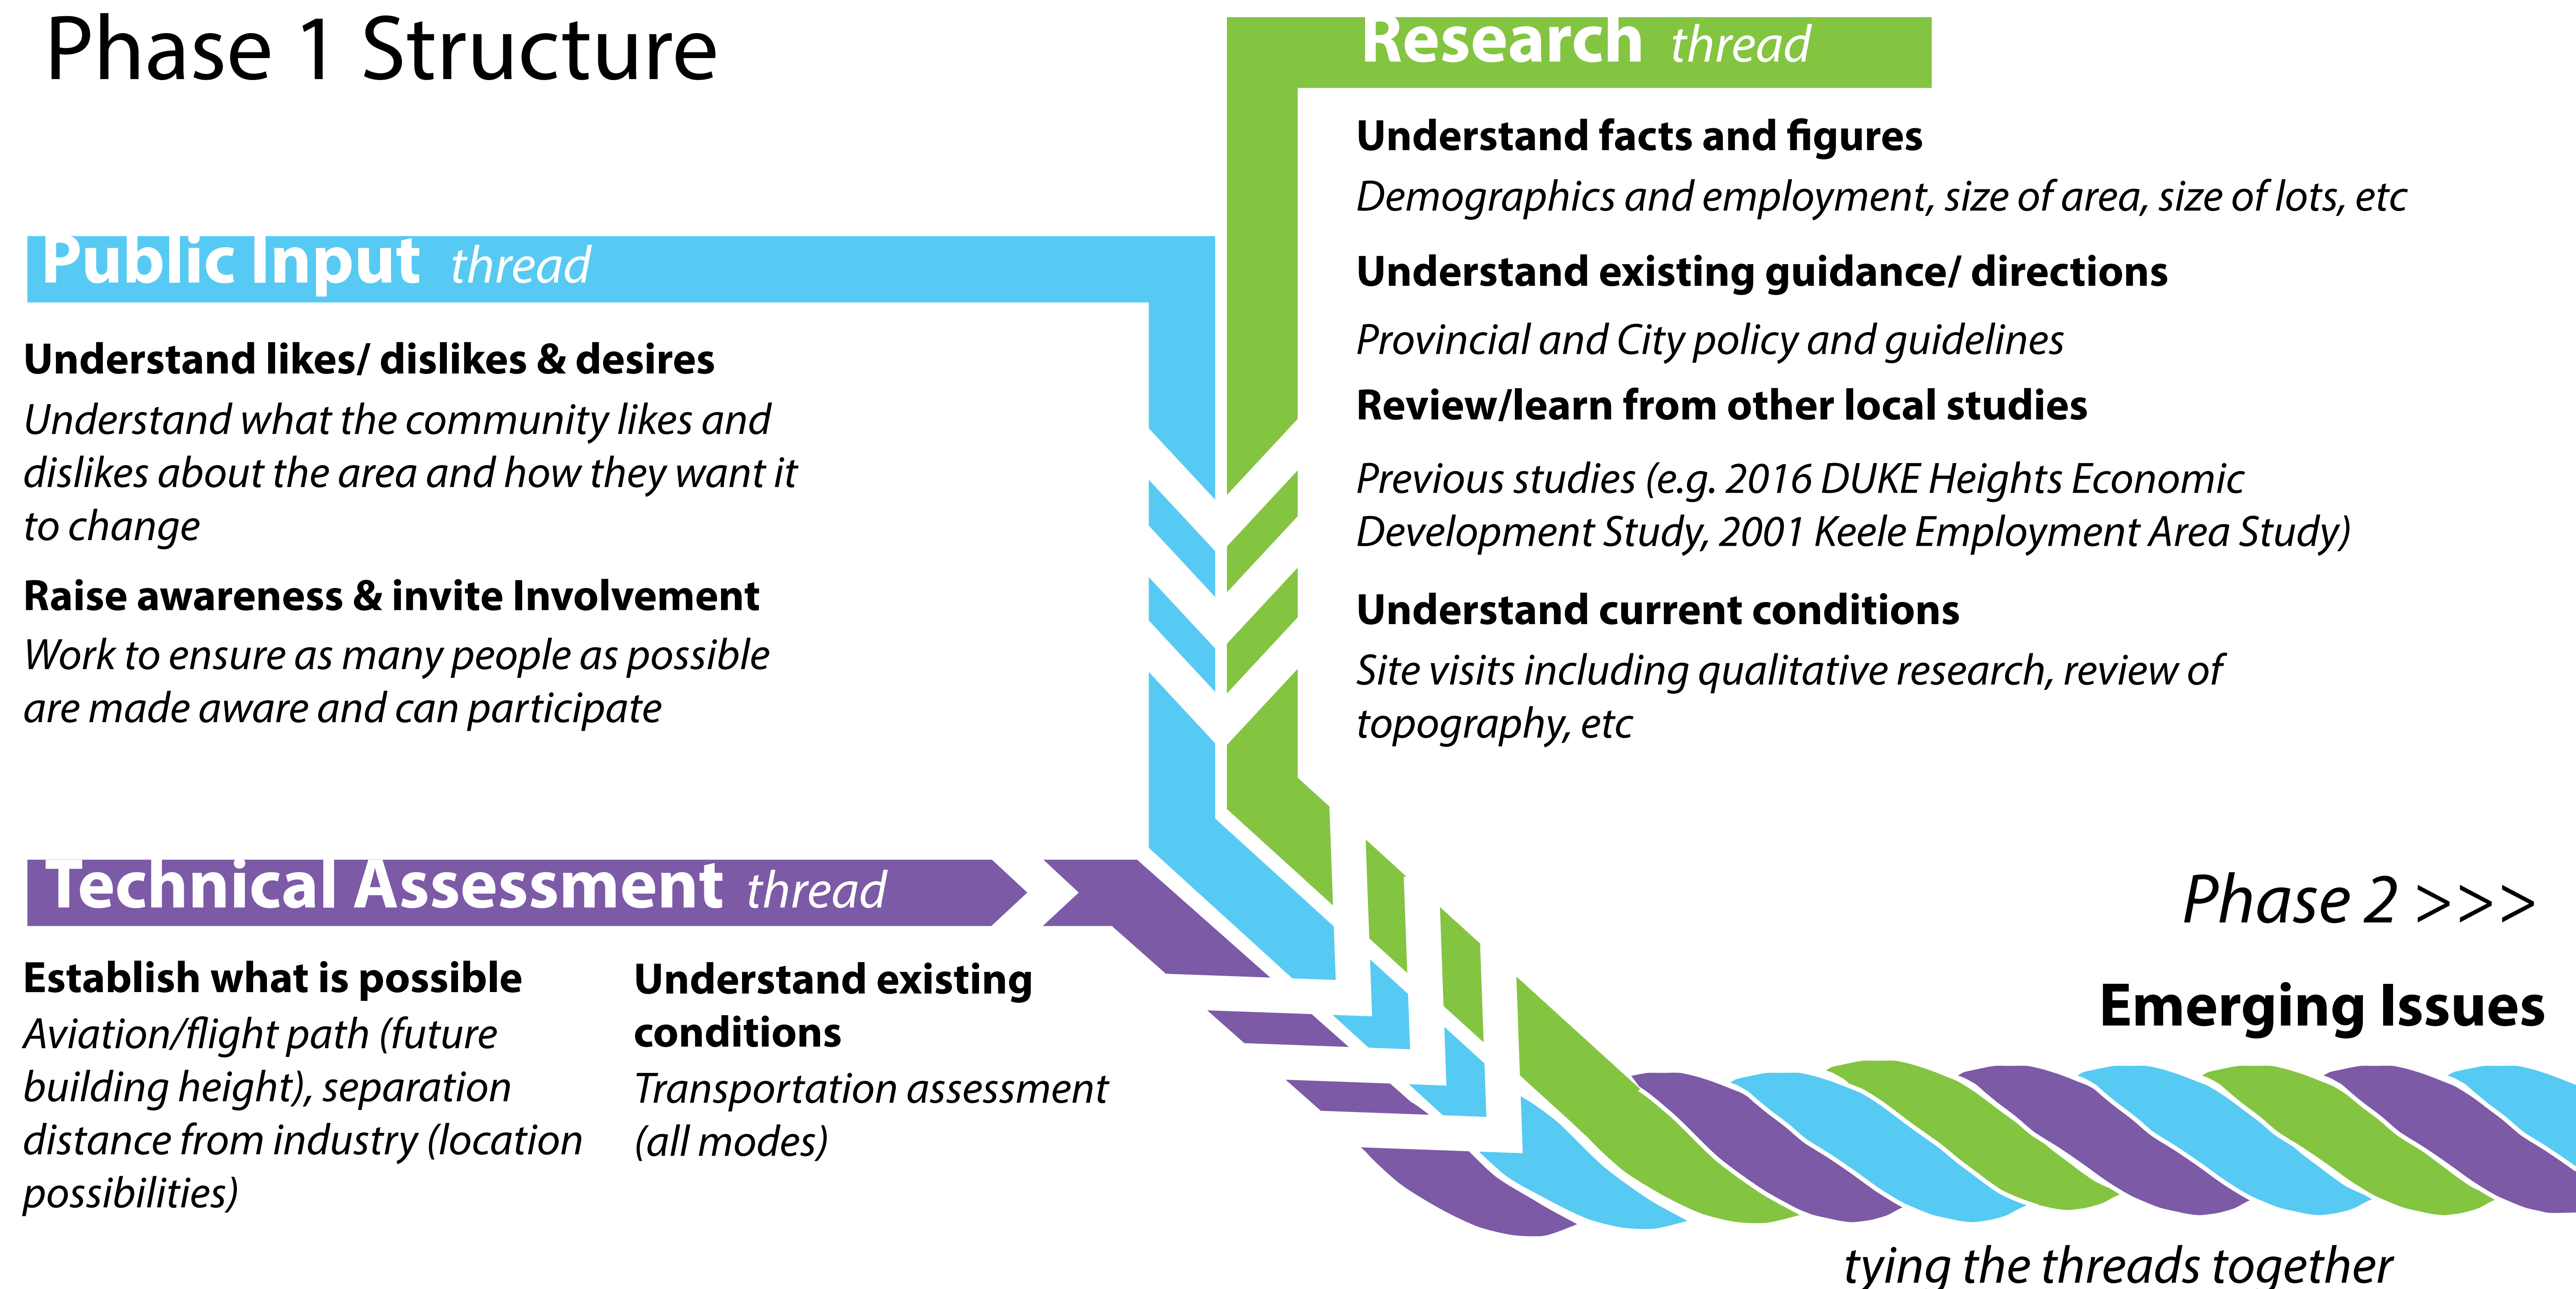 Phase 1 Structure
Public Input thread
Understand likes/ dislikes & desires
Understand what the community likes and
dislikes about the area and how they want it
to change
Raise awareness & invite Involvement
Work to ensure as many people as possible
are made aware and can participate
Research thread
Understand facts and figures
Demographics and employment, size of area, size of lots, etc
Understand existing guidance/ directions
Provincial and City policy and guidelines
Review/learn from other local studies
Previous studies (e.g. 2016 DUKE Heights Economic
Development Study, 2001 Keele Employment Area Study)
Understand current conditions
Site visits including qualitative research, review of
topography, etc
Technical Assessment thread
Establish what is possible
Aviation/flight path (future
building height), separation
distance from industry (location
possibilities)
Understand existing
conditions
Transportation assessment
(all modes)
Phase 2 >>>
Emerging Issues
tying the threads together